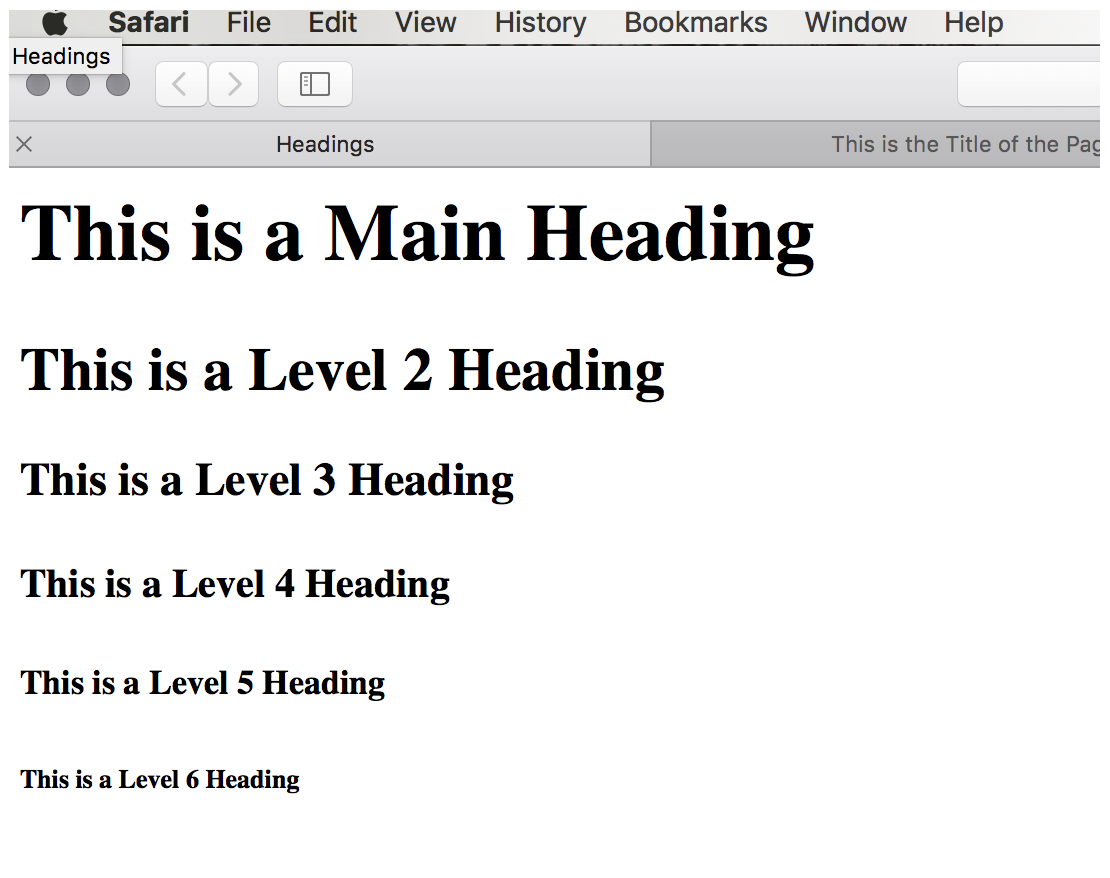 Safari File Edit View History Bookmarks Window Help
Headings
Headings This is the Title of the Pag
This is a Main Heading
This is a Level 2 Heading
This is a Level 3 Heading
This is a Level 4 Heading
This is a Level 5 Heading
This is a Level 6 Heading